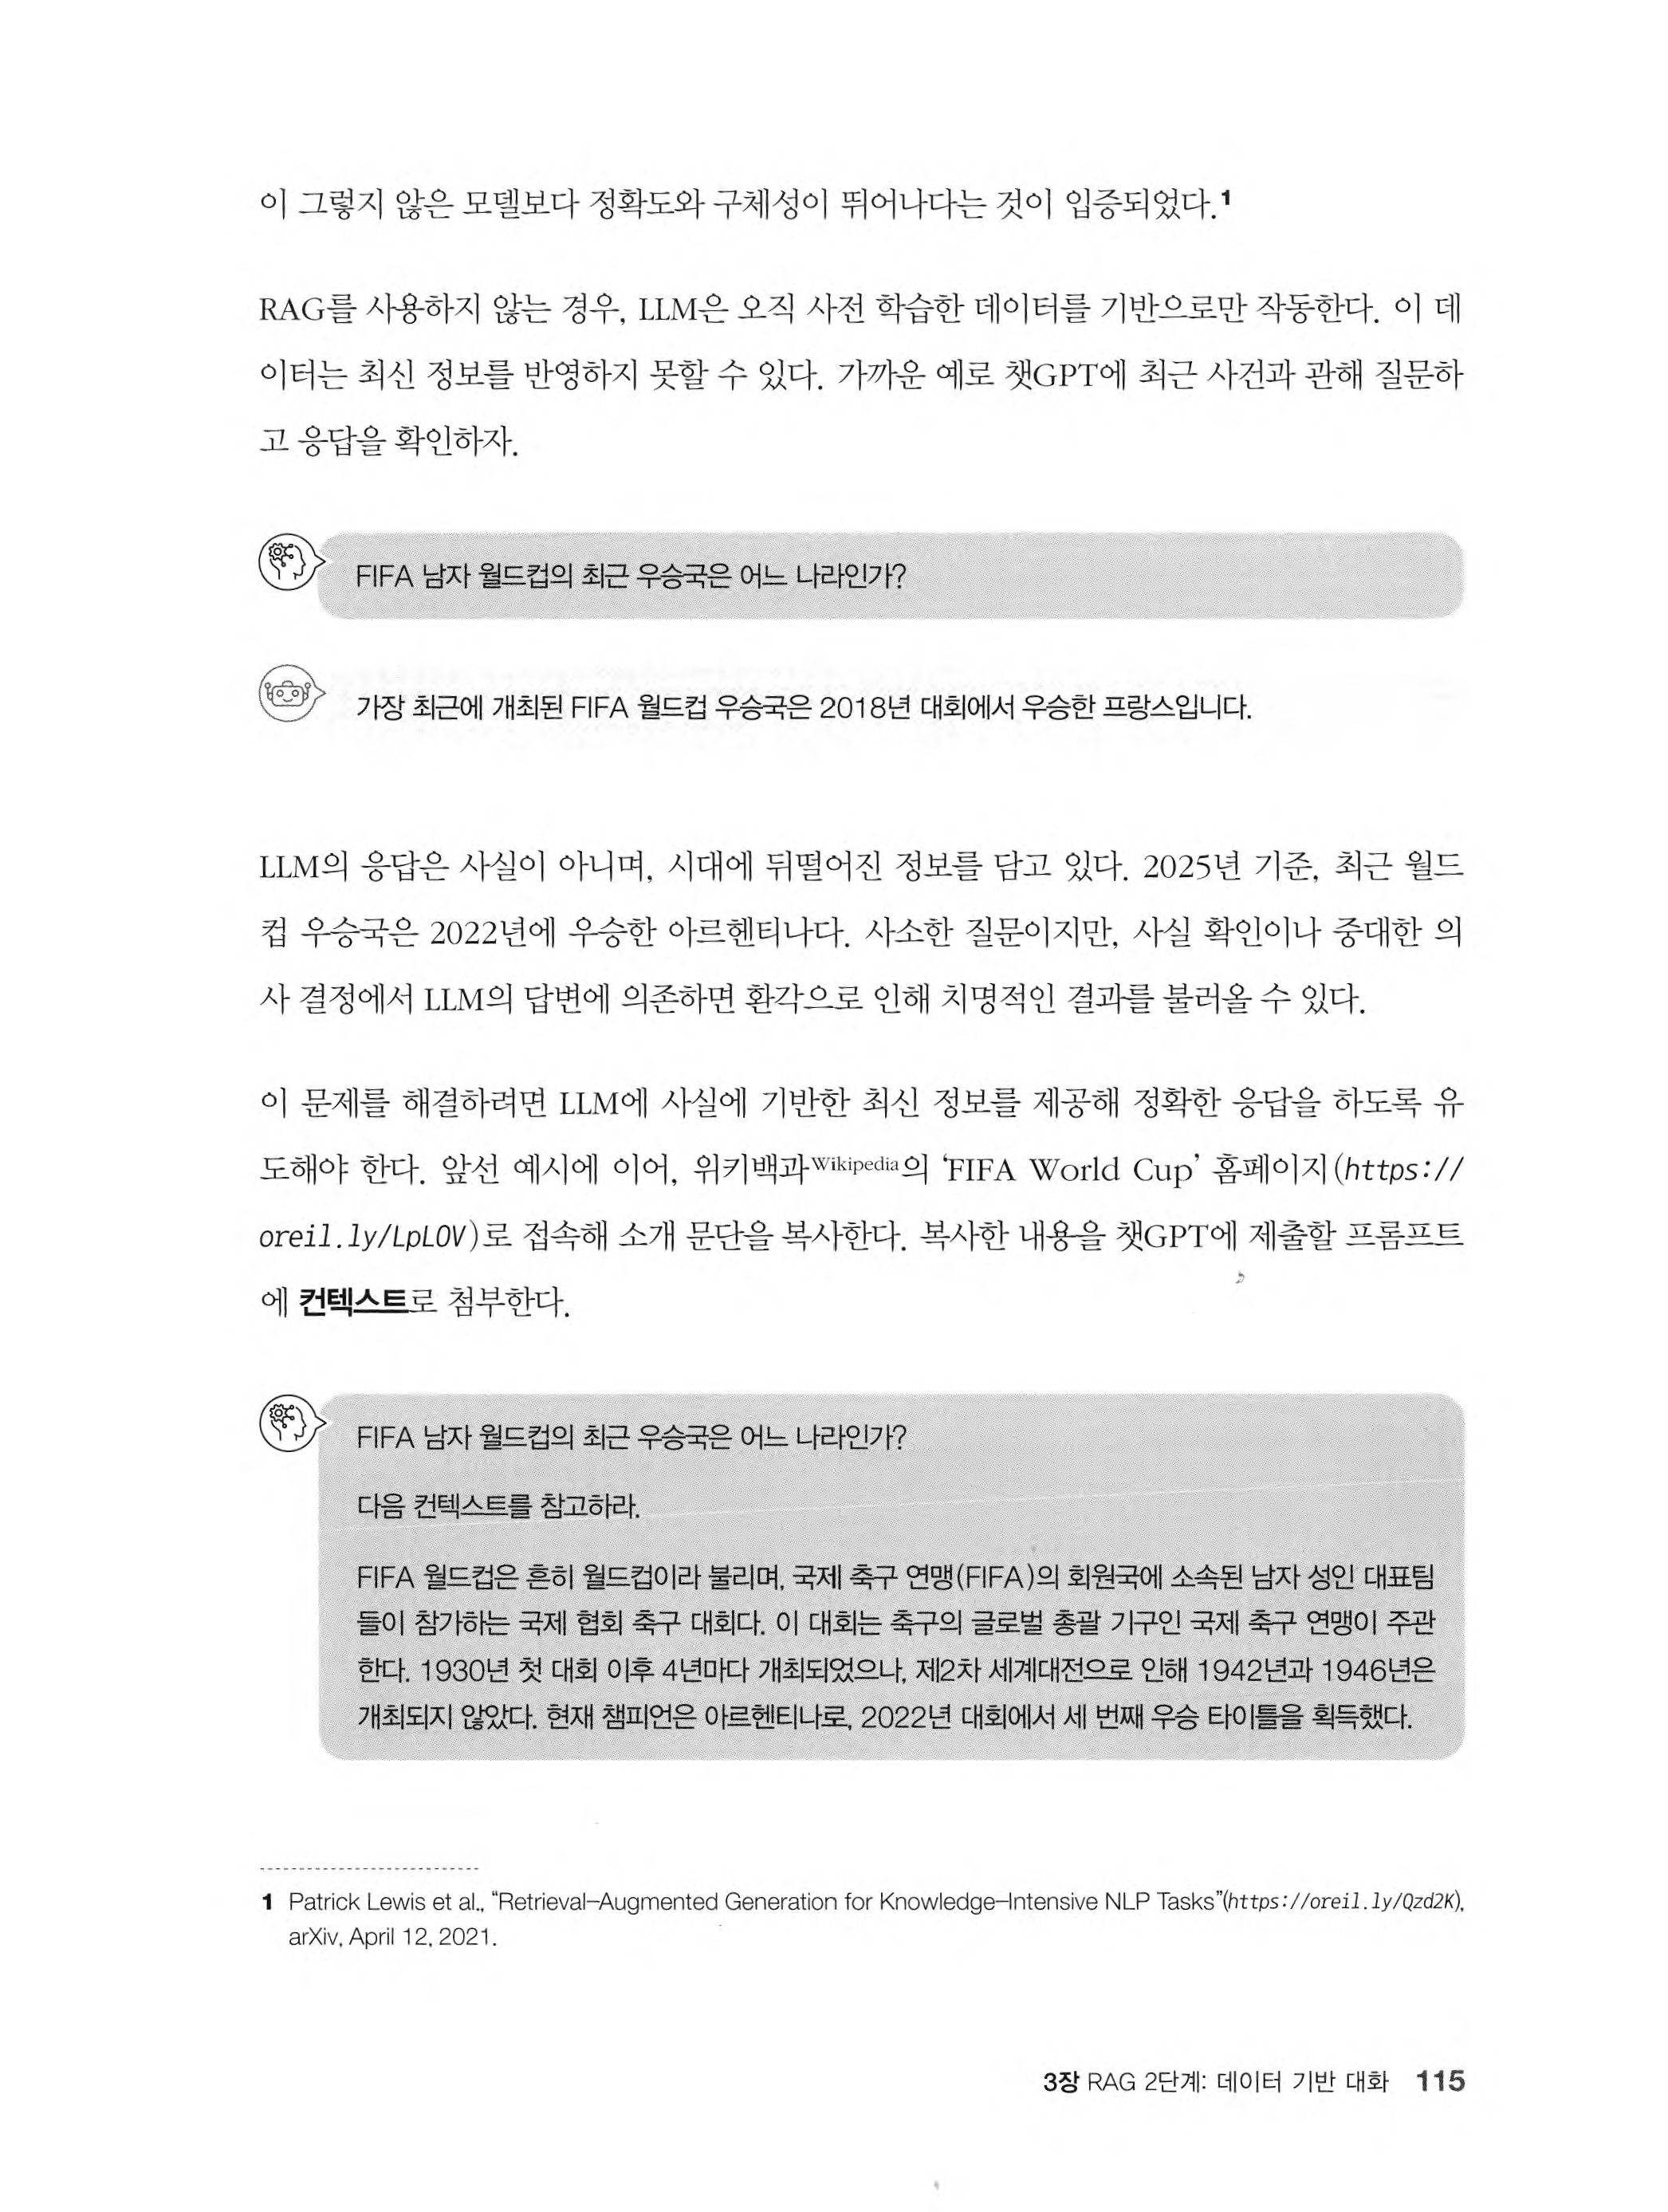 이 그렇지 않은 모델보다 정확도와 구체성이 뛰어나다는 것이 입증되었다.1
RAG를 사용하지 않는 경우, LLM은 오직 사전 학습한 데이터를 기반으로만 작동한다. 이 데
이터는 최신 정보를 반영하지 못할 수 있다. 가까운 예로 챗GPT에 최근 사건과 관해 질문하
고 응답을 확인하자.
FIFA 남자 월드컵의 최근 우승국은 어느 나라인가?
가장 최근에 개최된 FIFA 월드컵 우승국은 2018년 대회에서 우승한 프랑스입니다.
LLM의 응답은 사실이 아니며, 시대에 뒤떨어진 정보를 담고 있다. 2025년 기준, 최근 월드
컵 우승국은 2022년에 우승한 아르헨티나다. 사소한 질문이지만, 사실 확인이나 중대한 의
사 결정에서 LLM의 답변에 의존하면 환각으로 인해 치명적인 결과를 불러올 수 있다.
이 문제를 해결하려면 LLM에 사실에 기반한 최신 정보를 제공해 정확한 응답을 하도록 유
도해야 한다. 앞선 예시에 이어, 위키백과Wikipedia의 ‘FIFA World Cup’ 홈페이지(https://
oreil.ly/LpLOV)로 접속해 소개 문단을 복사한다. 복사한 내용을 챗GPT에 제출할 프롬프트
에 컨텍스트로 첨부한다.
FIFA 남자 월드컵의 최근 우승국은 어느 나라인가?
다음 컨텍스트를 참고하라.
FIFA 월드컵은 흔히 월드컵이라 불리며, 국제 축구 연맹(FIFA)의 회원국에 소속된 남자 성인 대표팀
들이 참가하는 국제 협회 축구 대회다. 이 대회는 축구의 글로벌 총괄 기구인 국제 축구 연맹이 주관
한다. 1930년 첫 대회 이후 4년마다 개최되었으나, 제2차 세계대전으로 인해 1942년과 1946년은
개최되지 않았다. 현재 챔피언은 아르헨티나로, 2022년 대회에서 세 번째 우승 타이틀을 획득했다.
1 Patrick Lewis et al., “Retrieval–Augmented Generation for Knowledge–Intensive NLP Tasks”(https://oreil.ly/Qzd2K),
arXiv, April 12, 2021.
3장 RAG 2단계: 데이터 기반 대화 115